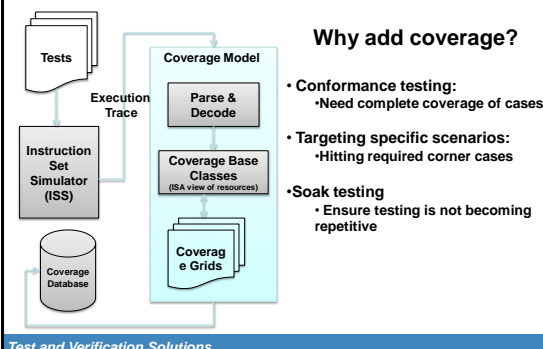 Why add coverage?
Tests
Coverage Model
Execution
Trace
Parse &
Decode
Instruction
Set
Simulator
(ISS)
Coverage Base
Classes
(ISA view of resources)
Coverag
e Grids
Coverage
Database
• Conformance testing:
•Need complete coverage of cases
• Targeting specific scenarios:
•Hitting required corner cases
•Soak testing
• Ensure testing is not becoming
repetitive
Test and Verification Solutions